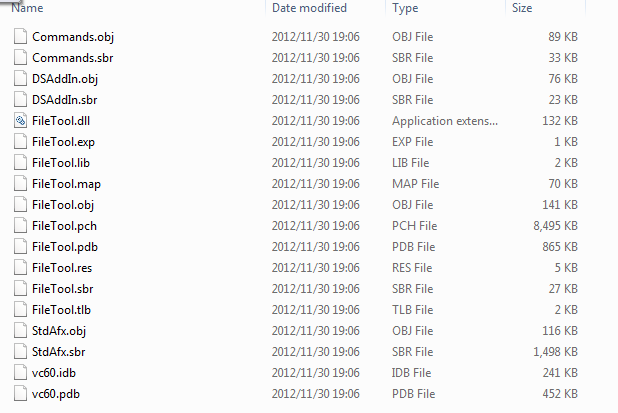 Name Date modified Type Size
Commands.obj 2012/11/30 19:06 OBJ File 89 KB
Commands.sbr 2012/11/30 19:06 SBR File 33 KB
DSAddIn.obj 2012/11/30 19:06 OBJ File 76 KB
DSAddIn.sbr 2012/11/30 19:06 SBR File 23 KB
FileTool.dll 2012/11/30 19:06 Application extens... 132 KB
FileTool.exp 2012/11/30 19:06 EXP File 1 KB
FileTool.lib 2012/11/30 19:06 LIB File 2 KB
FileTool.map 2012/11/30 19:06 MAP File 70 KB
FileTool.obj 2012/11/30 19:06 OBJ File 141 KB
FileTool.pch 2012/11/30 19:06 PCH File 8,495 KB
FileTool.pdb 2012/11/30 19:06 PDB File 865 KB
FileTool.res 2012/11/30 19:06 RES File 5 KB
FileTool.sbr 2012/11/30 19:06 SBR File 27 KB
FileTool.tlb 2012/11/30 19:06 TLB File 2 KB
StdAfx.obj 2012/11/30 19:06 OBJ File 116 KB
StdAfx.sbr 2012/11/30 19:06 SBR File 1,498 KB
vc60.idb 2012/11/30 19:06 IDB File 241 KB
vc60.pdb 2012/11/30 19:06 PDB File 452 KB